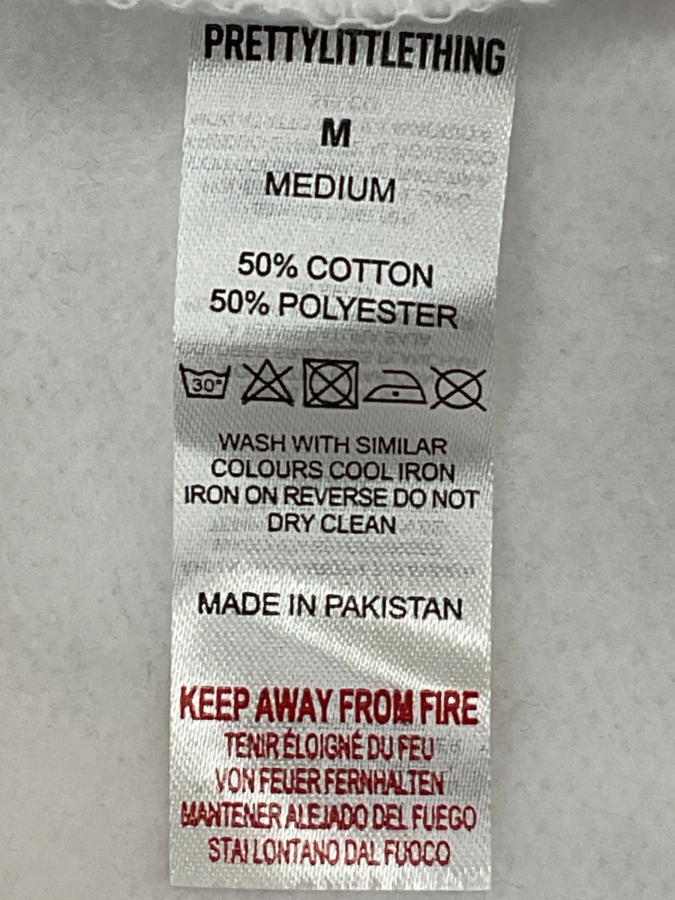 PRETTYLITTLETHING
M
MEDIUM
50% COTTON
50% POLYESTER
30°
WASH WITH SIMILAR
COLOURS COOL IRON
IRON ON REVERSE DO NOT
DRY CLEAN
MADE IN PAKISTAN
KEEP AWAY FROM FIRE
TENIR ÉLOIGNÉ DU FEU
VON FEUER FERNHALTEN
MANTENER ALEJADO DEL FUEGO
STAI LONTANO DAL FUOCO